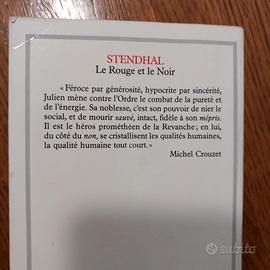 STENDHAL
Le Rouge et le Noir
« Féroce par générosité, hypocrite par sincérité,
Julien mène contre l'Ordre le combat de la pureté et
de l'énergie. Sa noblesse, c'est son pouvoir de nier le
social, et de mourir sauvé, intact, fidèle à son mépris.
Il est le héros prométhéen de la Revanche ; en lui,
du côté du non, se cristallisent les qualités humaines,
la qualité humaine tout court. »
Michel Crouzet
subito